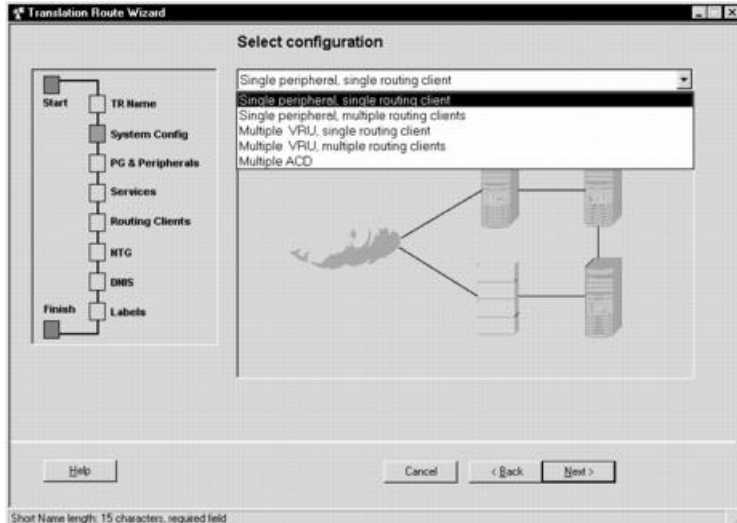 Translation Route Wizard
Select configuration
Start
TR Name
System Config
PG & Peripherals
Services
Routing Clients
NTG
DNIS
Finish
Labels
Single peripheral, single routing client
Single peripheral, single routing client
Single peripheral, multiple routing clients
Multiple VRU, single routing client
Multiple VRU, multiple routing clients
Multiple ACD
Help
Cancel
< Back
Next >
Short Name length: 15 characters, required field